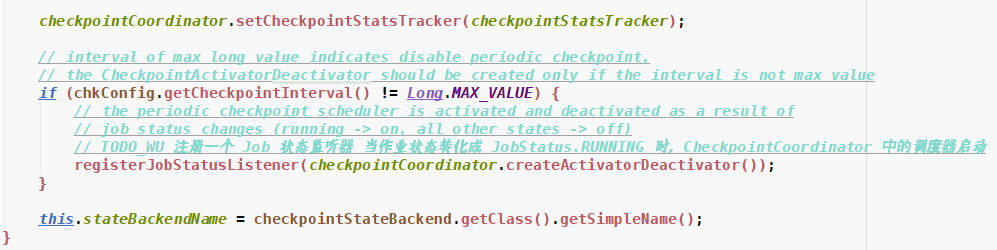 checkpointCoordinator.setCheckpointStatsTracker(checkpointStatsTracker);
// interval of max long value indicates disable periodic checkpoint,
// the CheckpointActivatorDeactivator should be created only if the interval is not max value
if (chkConfig.getCheckpointInterval() != Long.MAX_VALUE) {
// the periodic checkpoint scheduler is activated and deactivated as a result of
// job status changes (running -> on, all other states -> off)
// TODO_WU 注册一个 Job 状态监听器 当作业状态转化成 JobStatus.RUNNING 时, CheckpointCoordinator 中的调度器启动
registerJobStatusListener(checkpointCoordinator.createActivatorDeactivator());
}
this.stateBackendName = checkpointStateBackend.getClass().getSimpleName();
}